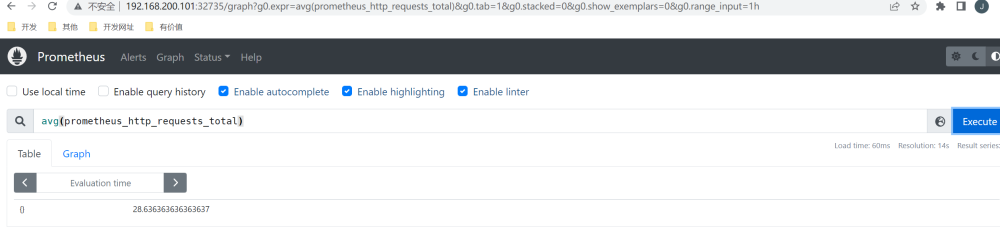 不安全 | 192.168.200.101:32735/graph?g0.expr=avg(prometheus_http_requests_total)&g0.tab=1&g0.stacked=0&g0.show_exemplars=0&g0.range_input=1h
J
开发 其他 开发网址 有价值
Prometheus Alerts Graph Status Help
Use local time Enable query history Enable autocomplete Enable highlighting Enable linter
avg(prometheus_http_requests_total) Execute
Load time: 60ms Resolution: 14s Result series:
Table Graph
Evaluation time
{} 28.636363636363637